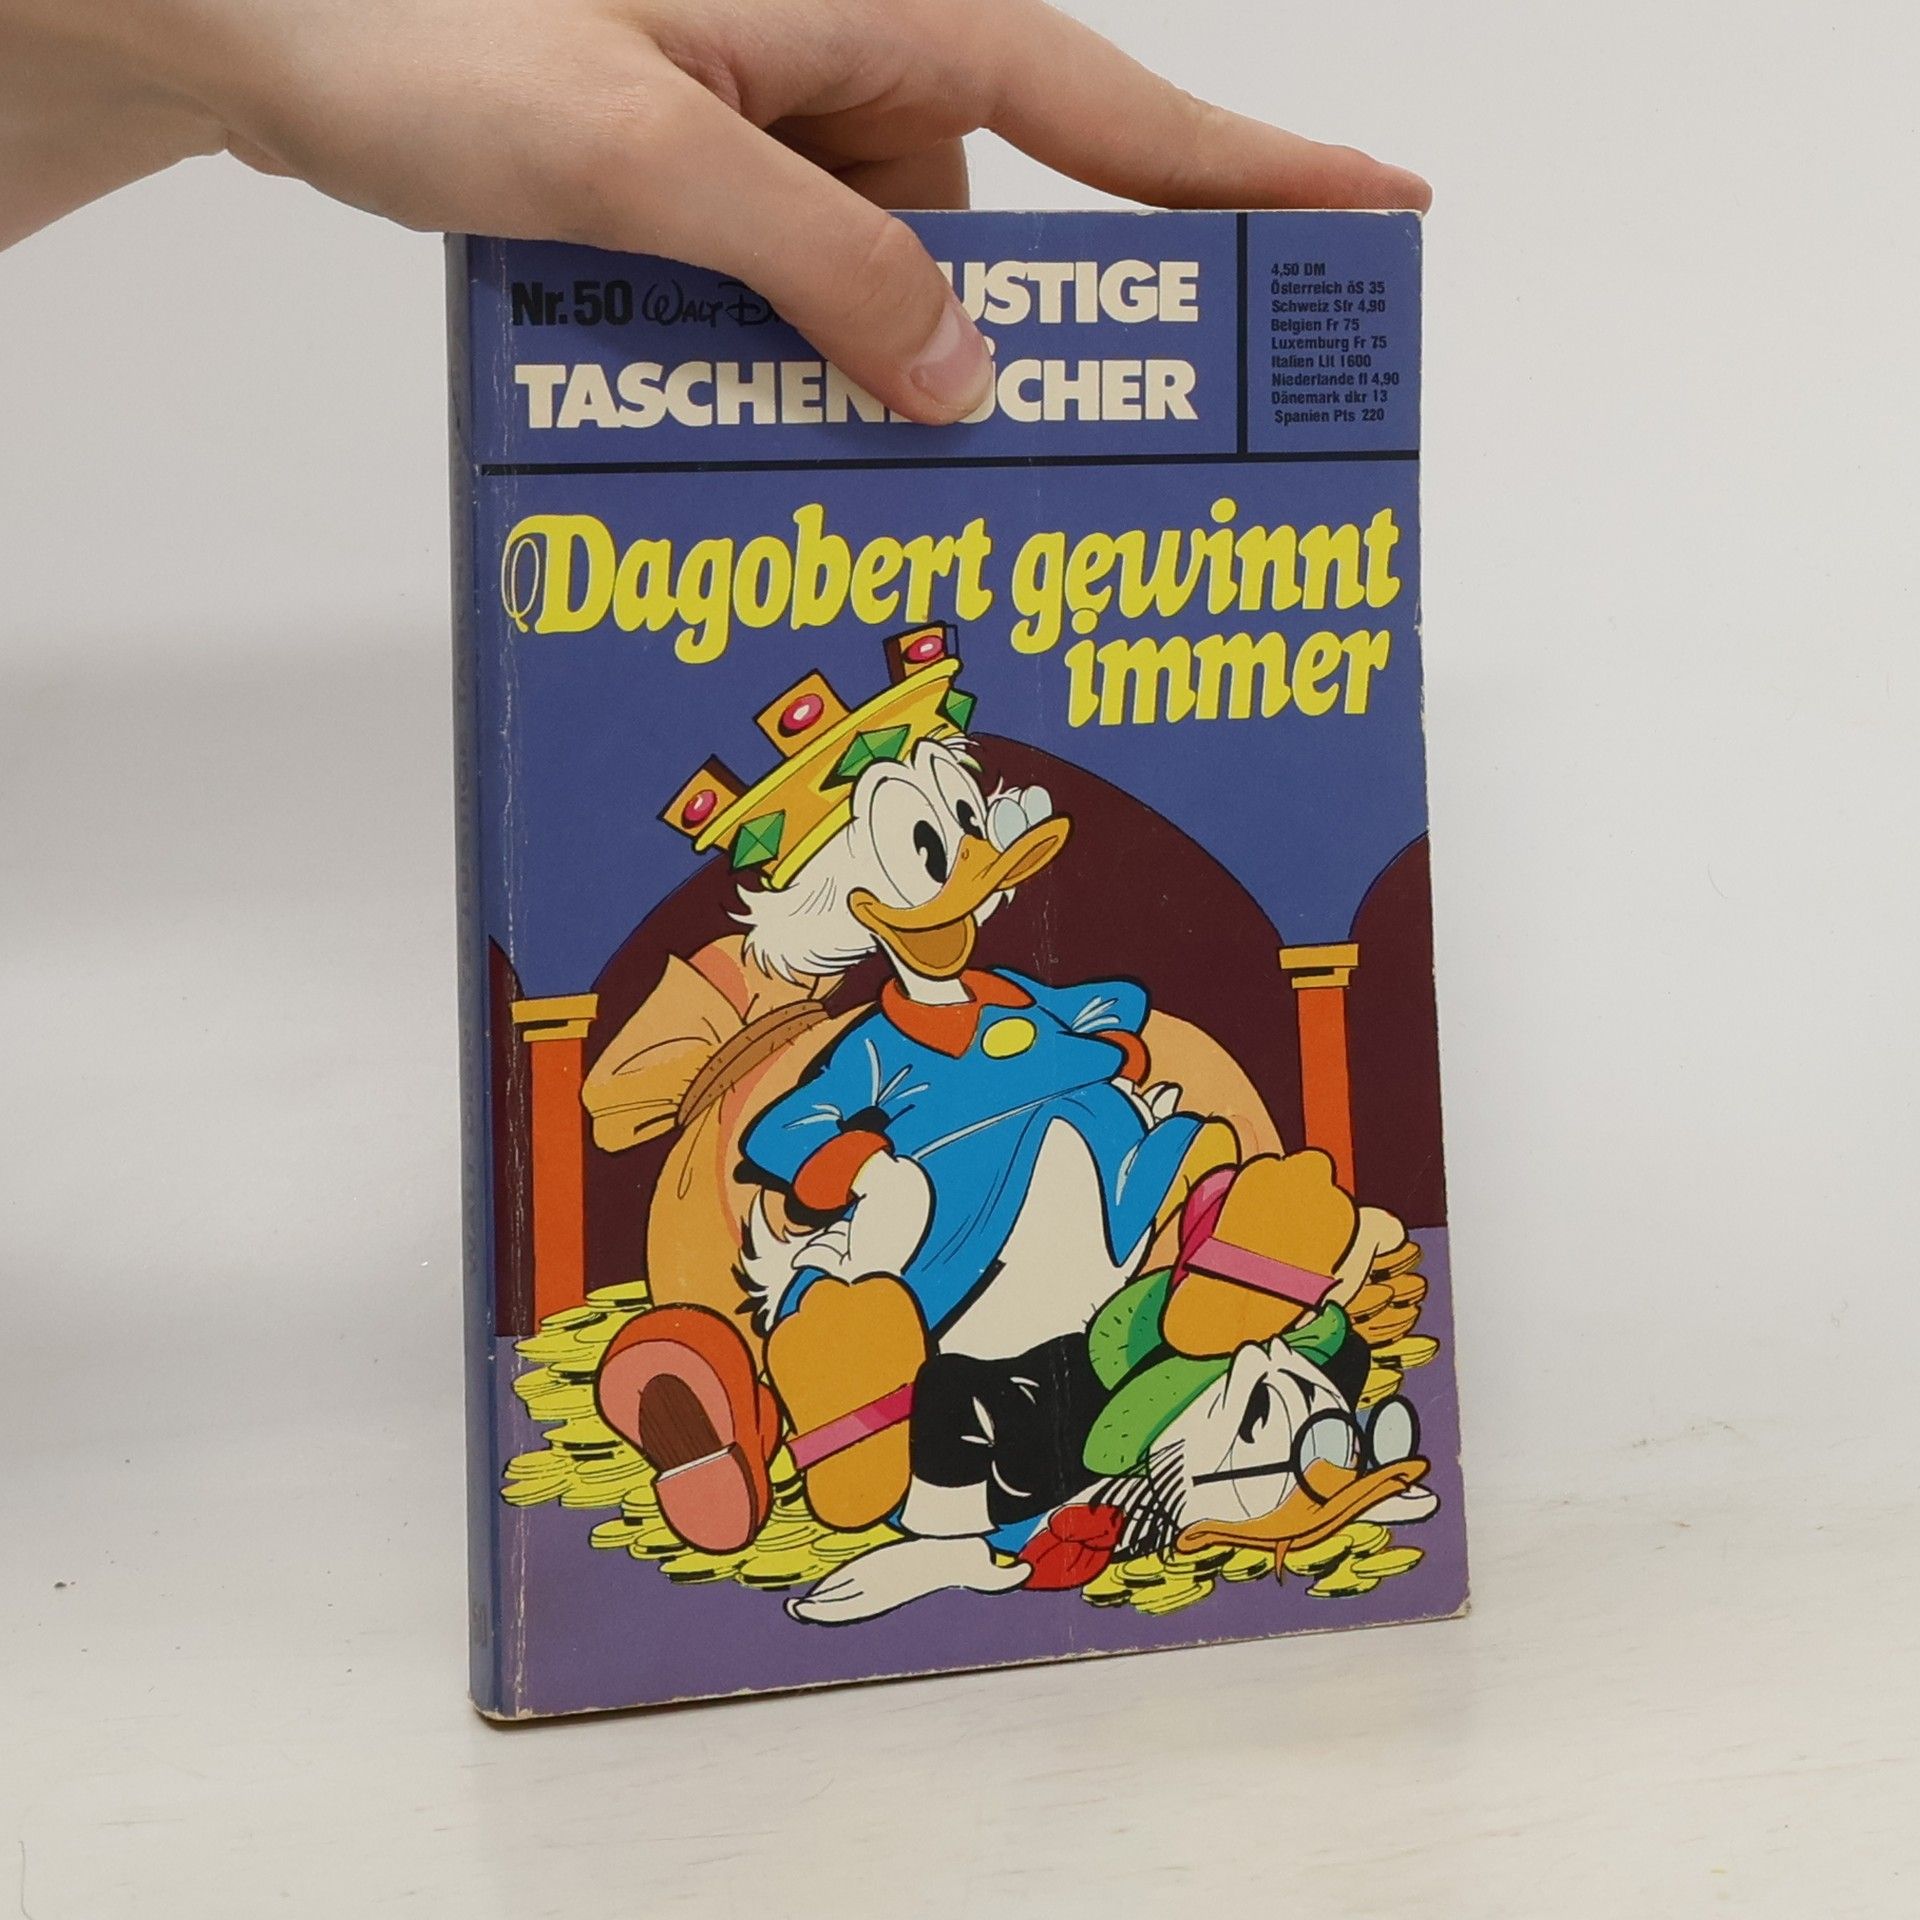 Nr. 50 Walt D USTIGE
TASCHEN ÜCHER
4,50 DM
Österreich öS 35
Schweiz Sfr 4,90
Belgien Fr 75
Luxemburg Fr 75
Italien Lit 1600
Niederlande fl 4,90
Dänemark dkr 13
Spanien Pts 220
Dagobert gewinnt
immer